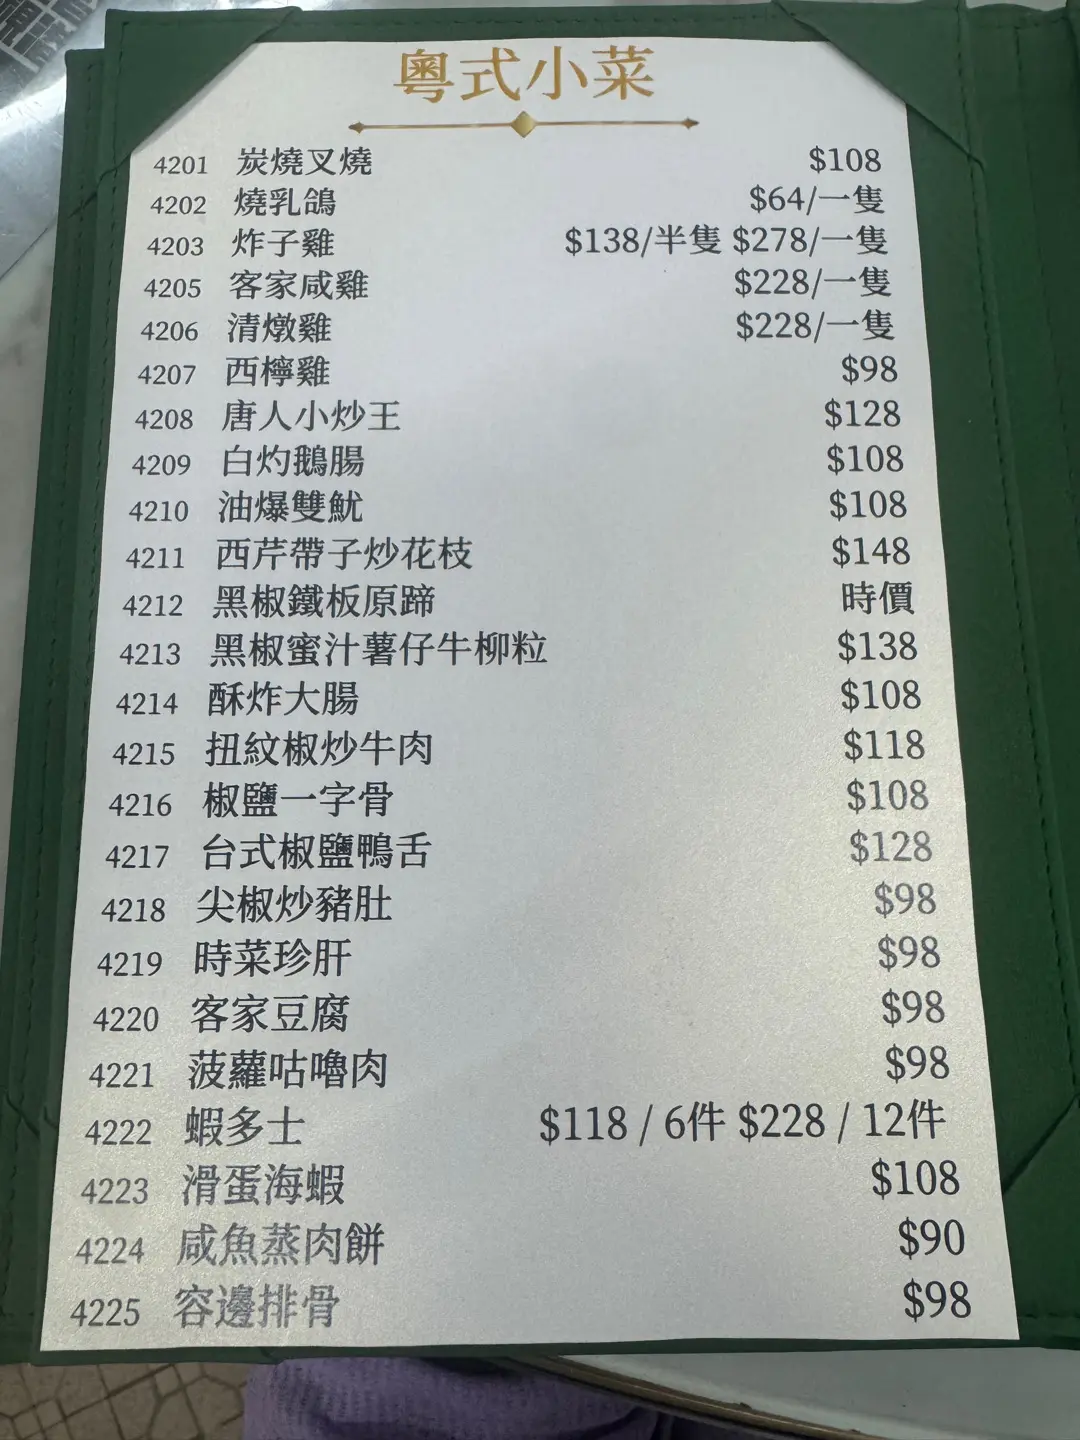 粵式小菜
4201 炭燒叉燒 $108
4202 燒乳鴿 $64/一隻
4203 炸子雞 $138/半隻 $278/一隻
4205 客家咸雞 $228/一隻
4206 清燉雞 $228/一隻
4207 西檸雞 $98
4208 唐人小炒王 $128
4209 白灼鵝腸 $108
4210 油爆雙魷 $108
4211 西芹帶子炒花枝 $148
4212 黑椒鐵板原蹄 時價
4213 黑椒蜜汁薯仔牛柳粒 $138
4214 酥炸大腸 $108
4215 扭紋椒炒牛肉 $118
4216 椒鹽一字骨 $108
4217 台式椒鹽鴨舌 $128
4218 尖椒炒豬肚 $98
4219 時菜珍肝 $98
4220 客家豆腐 $98
4221 菠蘿咕嚕肉 $98
4222 蝦多士 $118 / 6件 $228 / 12件
4223 滑蛋海蝦 $108
4224 咸魚蒸肉餅 $90
4225 容邊排骨 $98